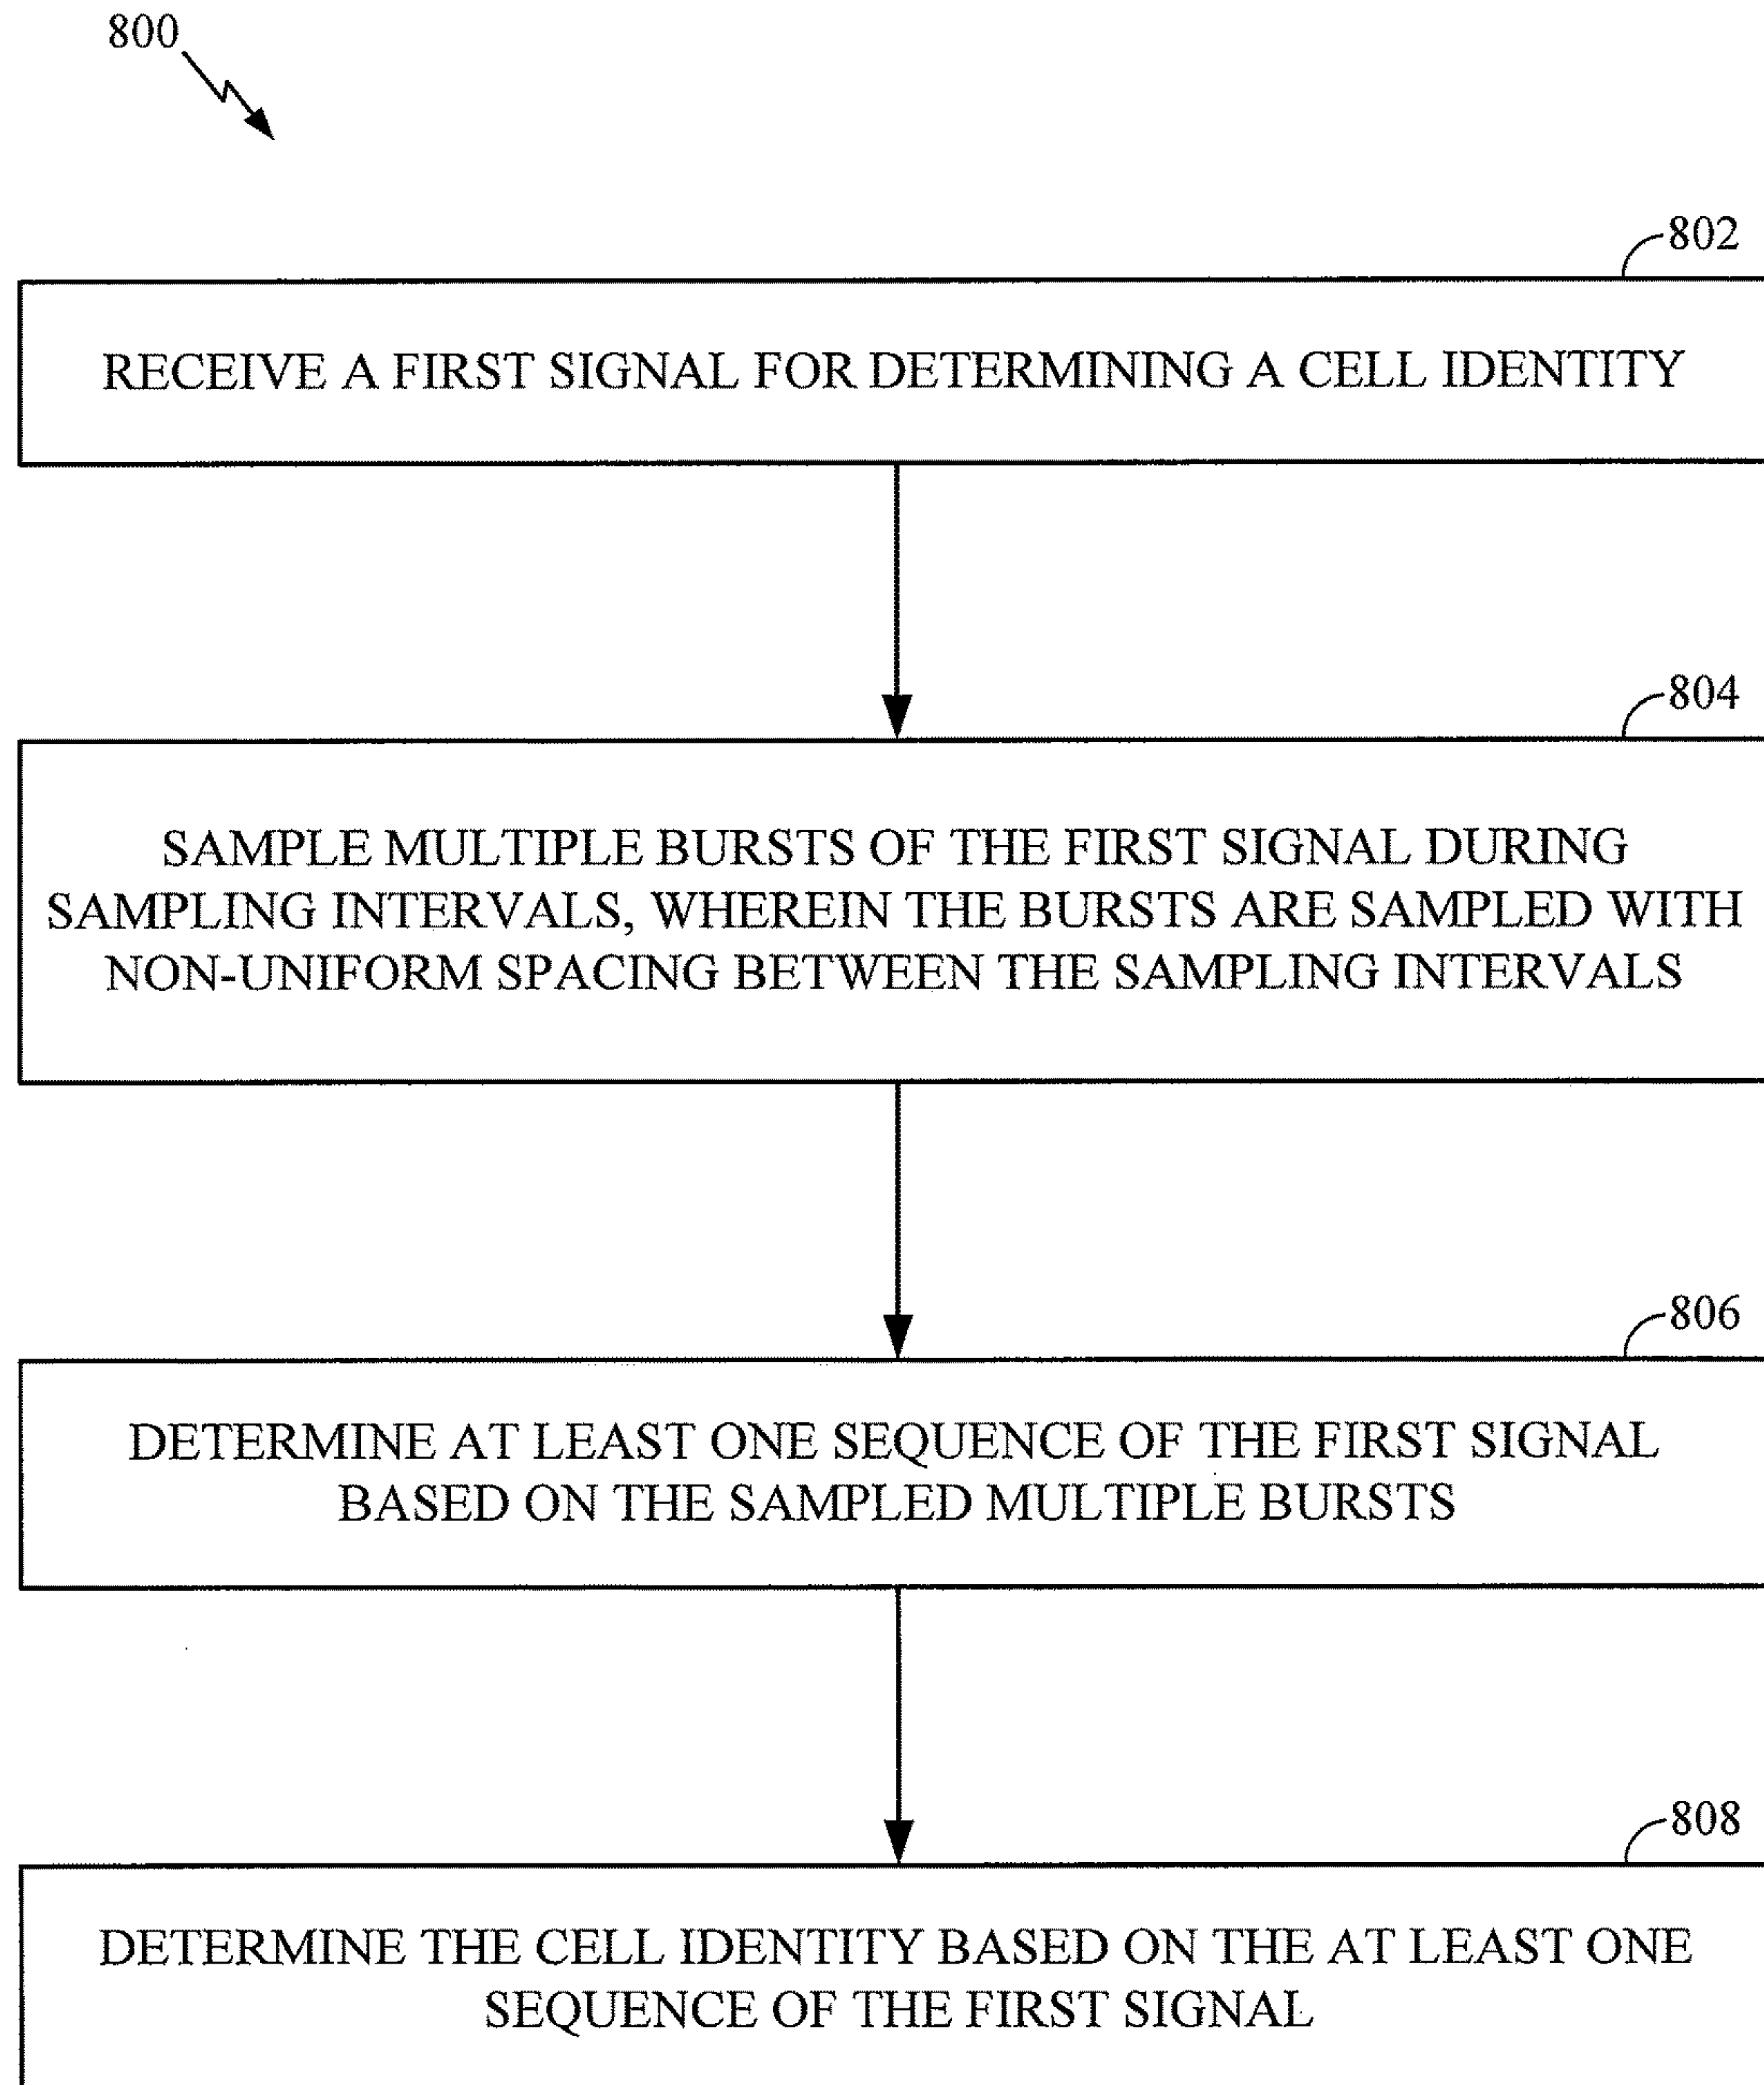 800
802
RECEIVE A FIRST SIGNAL FOR DETERMINING A CELL IDENTITY
804
SAMPLE MULTIPLE BURSTS OF THE FIRST SIGNAL DURING
SAMPLING INTERVALS, WHEREIN THE BURSTS ARE SAMPLED WITH
NON-UNIFORM SPACING BETWEEN THE SAMPLING INTERVALS
806
DETERMINE AT LEAST ONE SEQUENCE OF THE FIRST SIGNAL
BASED ON THE SAMPLED MULTIPLE BURSTS
808
DETERMINE THE CELL IDENTITY BASED ON THE AT LEAST ONE
SEQUENCE OF THE FIRST SIGNAL